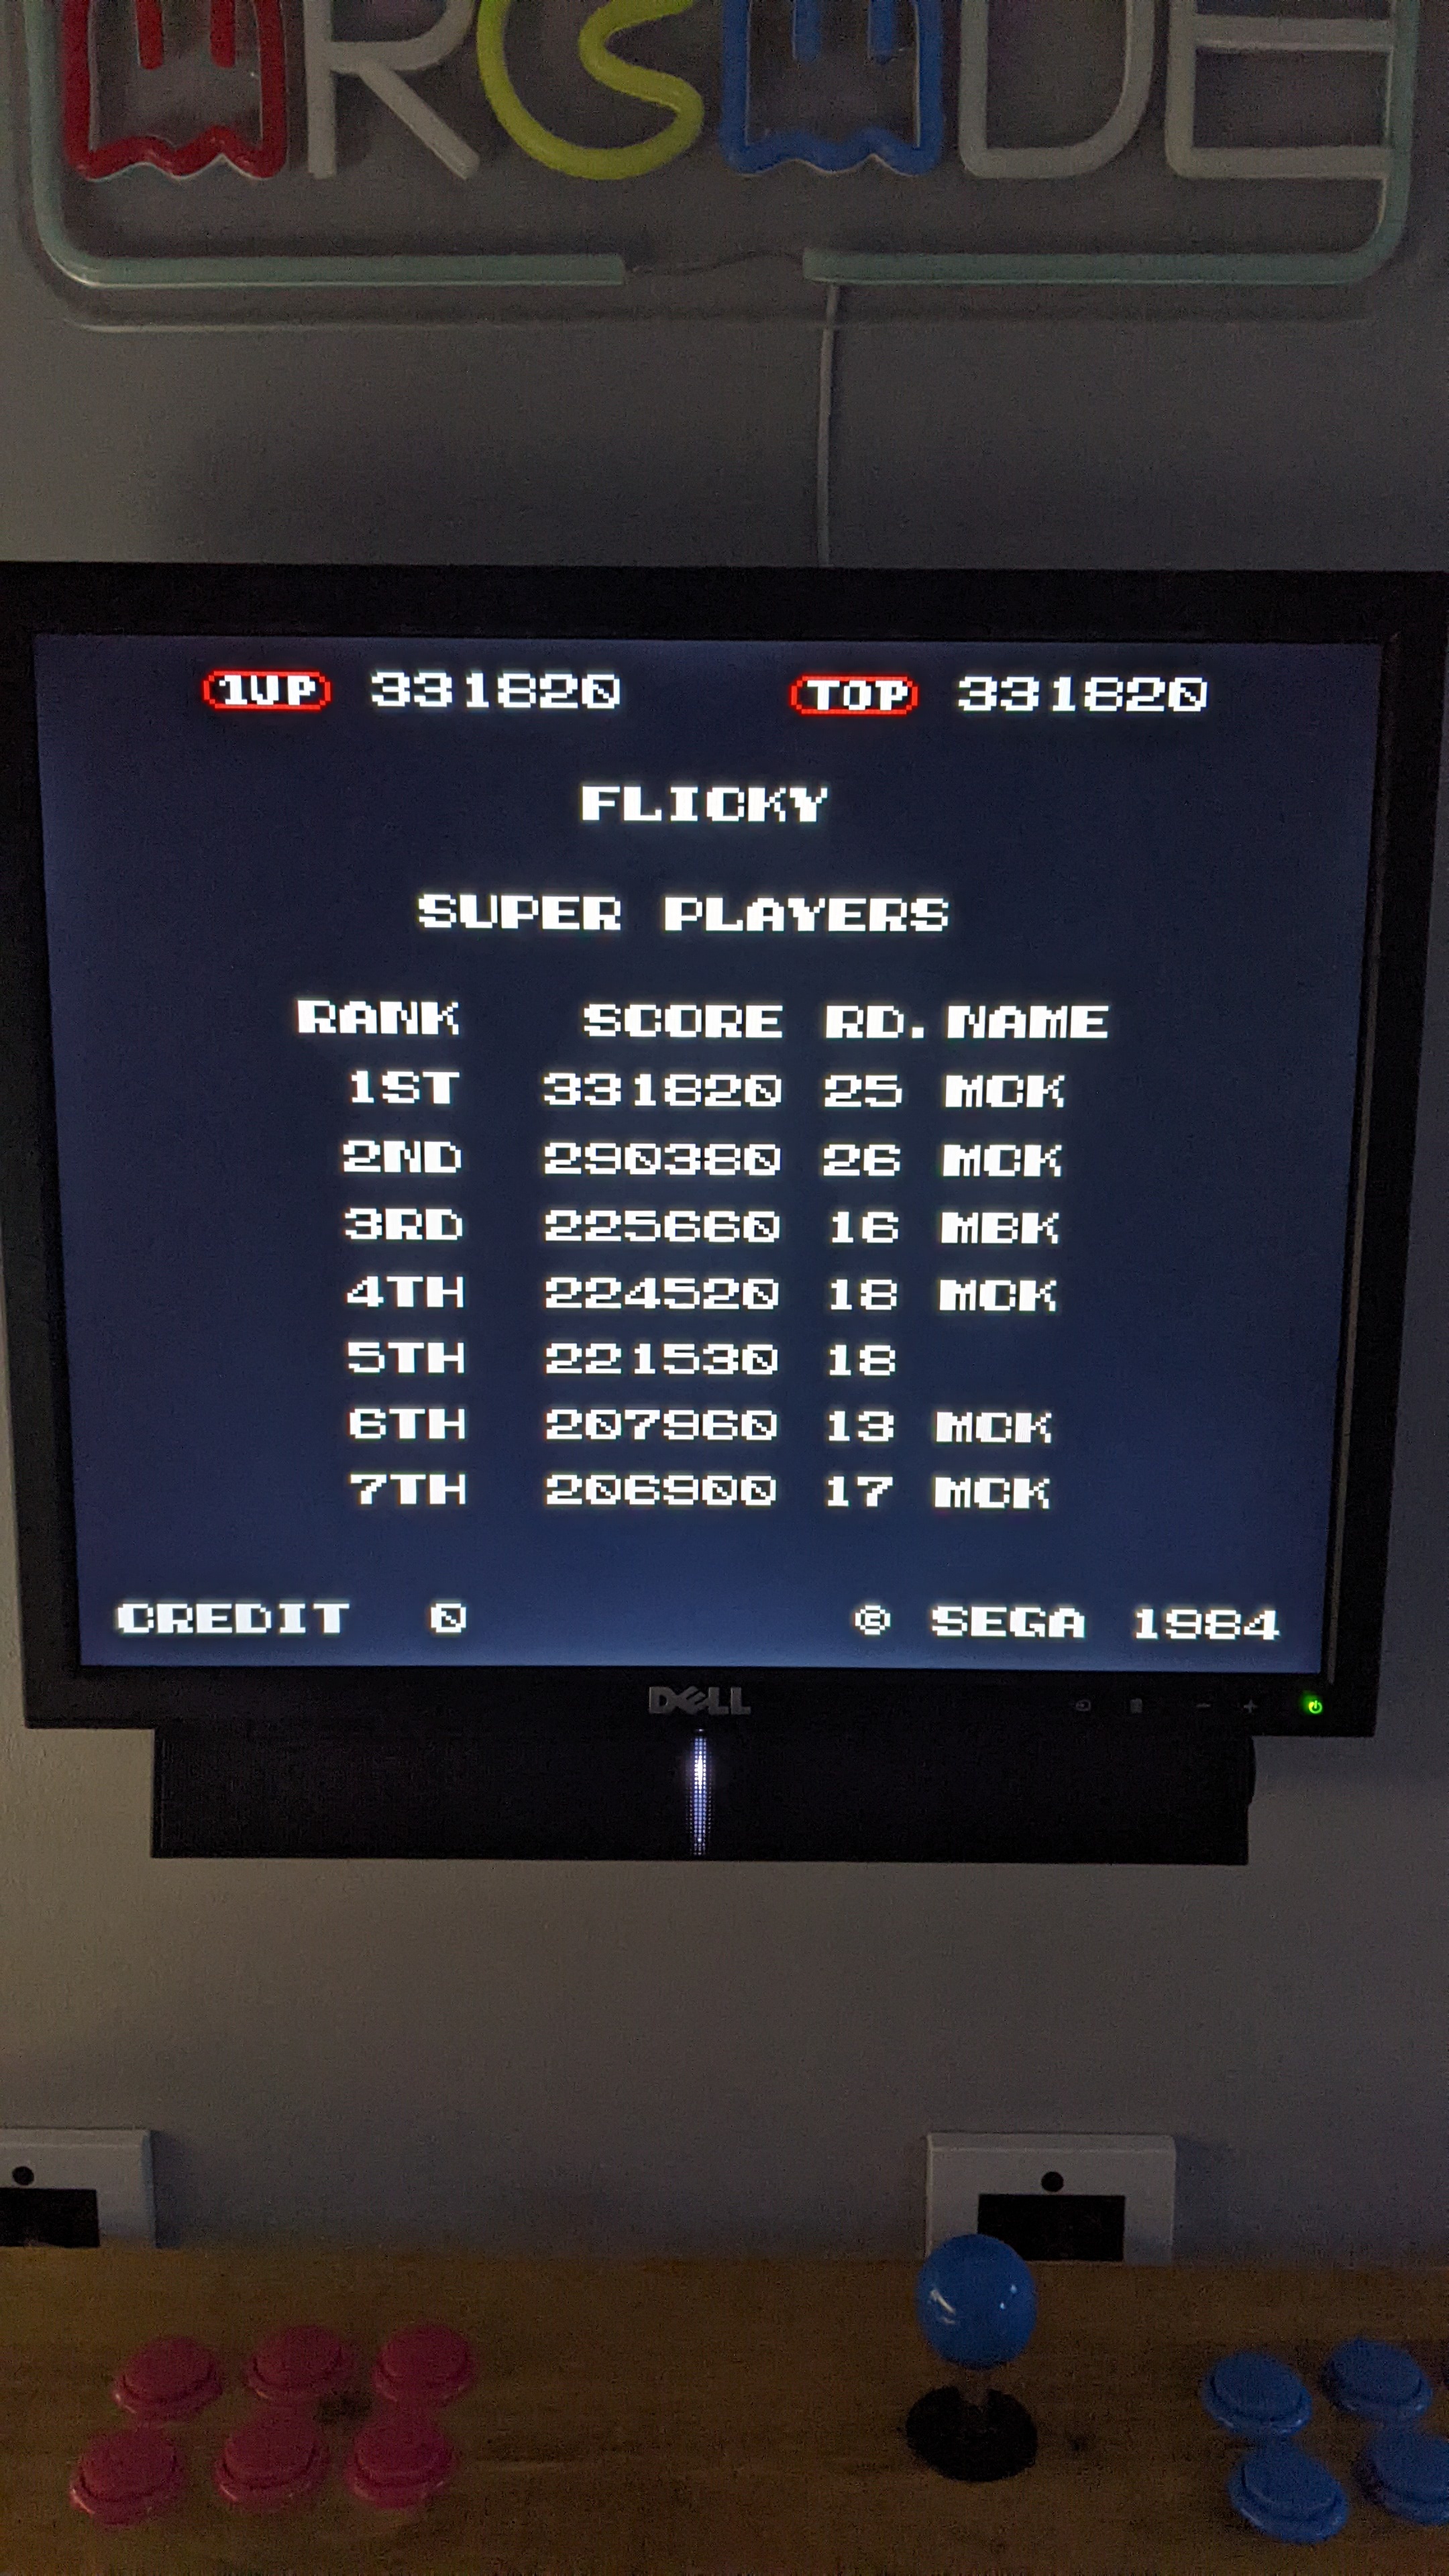 ARCADE
1UP 331820 TOP 331820
FLICKY
SUPER PLAYERS
RANK SCORE RD. NAME
1ST 331820 25 MCK
2ND 290380 26 MCK
3RD 225660 16 MBK
4TH 224520 18 MCK
5TH 221530 18
6TH 207960 13 MCK
7TH 206900 17 MCK
CREDIT 0 © SEGA 1984
DELL